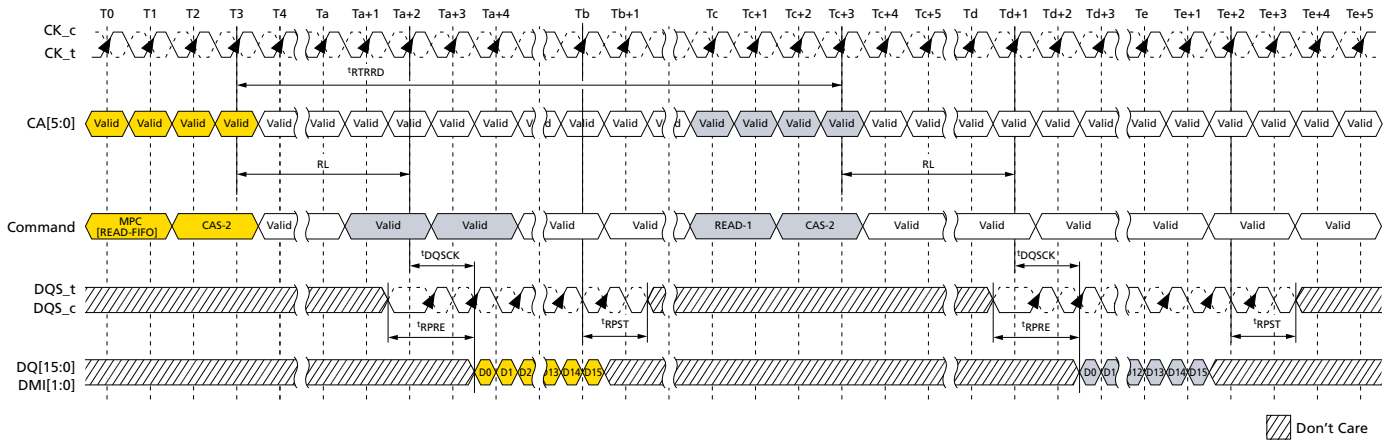 T0 T1 T2 T3 T4 Ta Ta+1 Ta+2 Ta+3 Ta+4 Tb Tb+1 Tc Tc+1 Tc+2 Tc+3 Tc+4 Tc+5 Td Td+1 Td+2 Td+3 Te Te+1 Te+2 Te+3 Te+4 Te+5
CK_c
CK_t
tRTRRD
CA[5:0] Valid Valid Valid Valid Valid Valid Valid Valid Valid Valid Valid Valid Valid Valid Valid Valid Valid Valid Valid Valid Valid Valid Valid Valid Valid Valid
RL RL
Command MPC [READ-FIFO] CAS-2 Valid Valid Valid Valid Valid READ-1 CAS-2 Valid Valid Valid Valid Valid Valid
tDQSCK tDQSCK
DQS_t
DQS_c
tRPRE tRPST tRPRE tRPST
DQ[15:0] D0 D1 D2 D14 D15 D0 D13 D14 D15
DMI[1:0]
Don't Care